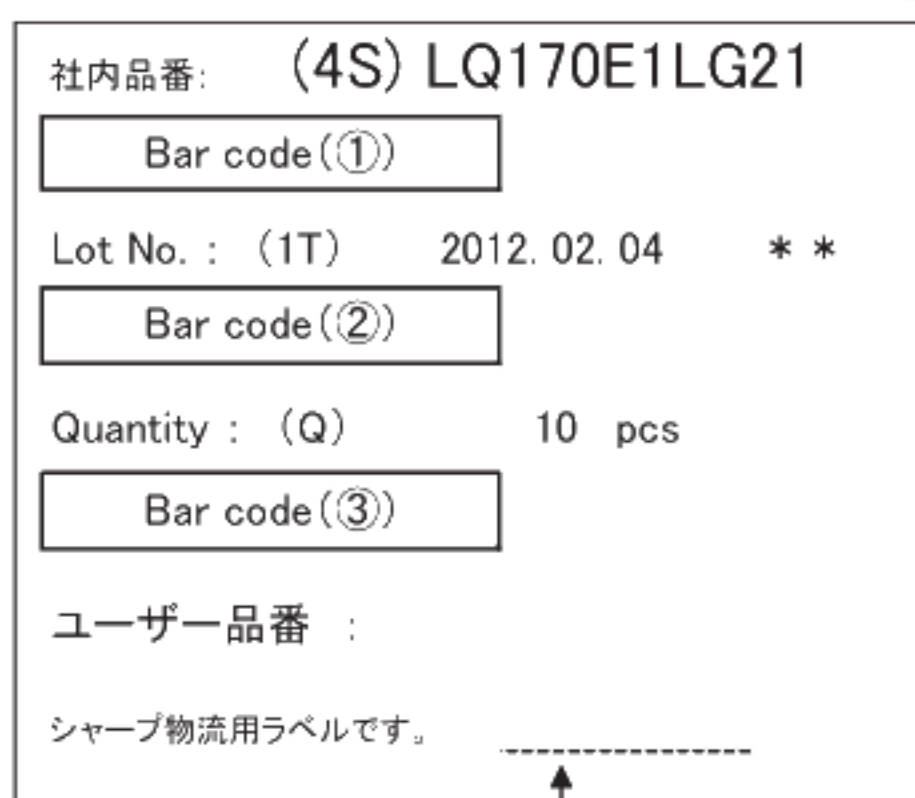 社内品番: (4S) LQ170E1LG21
Bar code(①)
Lot No. : (1T) 2012. 02. 04 * *
Bar code(②)
Quantity : (Q) 10 pcs
Bar code(③)
ユーザー品番 :
シャープ物流用ラベルです。